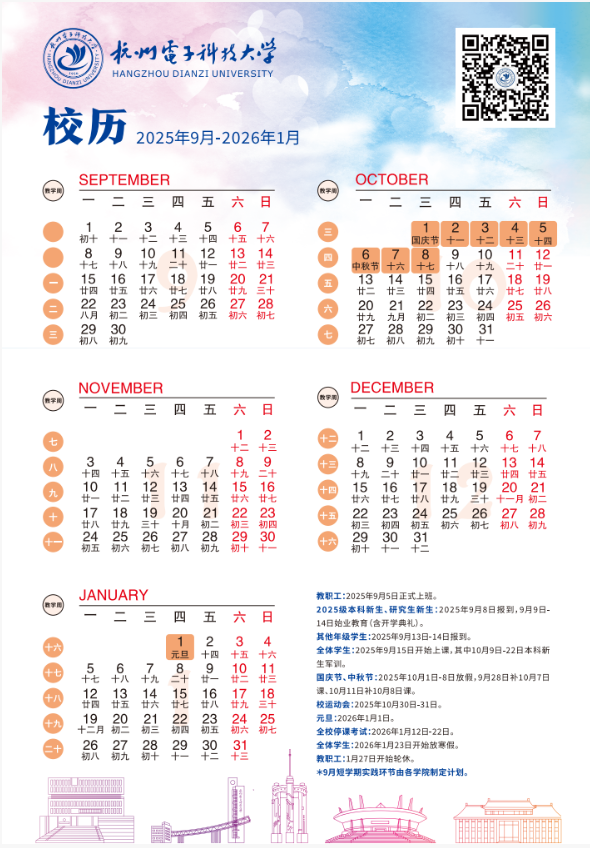 杭州電子科技大学
HANGZHOU DIANZI UNIVERSITY
校历 2025年9月-2026年1月
SEPTEMBER
教学周 一 二 三 四 五 六 日
1 2 3 4 5 6 7
初十 十一 十二 十三 十四 十五 十六
8 9 10 11 12 13 14
十七 十八 十九 二十 廿一 廿二 廿三
一 15 16 17 18 19 20 21
廿四 廿五 廿六 廿七 廿八 廿九 三十
二 22 23 24 25 26 27 28
八月 初二 初三 初四 初五 初六 初七
三 29 30
初八 初九
OCTOBER
教学周 一 二 三 四 五 六 日
三 1 2 3 4 5
国庆节 十一 十二 十三 十四
四 6 7 8 9 10 11 12
中秋节 十六 十七 十八 十九 二十 廿一
五 13 14 15 16 17 18 19
廿二 廿三 廿四 廿五 廿六 廿七 廿八
六 20 21 22 23 24 25 26
廿九 九月 初二 初三 初四 初五 初六
七 27 28 29 30 31
初七 初八 初九 初十 十一
NOVEMBER
教学周 一 二 三 四 五 六 日
七 1 2
十二 十三
八 3 4 5 6 7 8 9
十四 十五 十六 十七 十八 十九 二十
九 10 11 12 13 14 15 16
廿一 廿二 廿三 廿四 廿五 廿六 廿七
十 17 18 19 20 21 22 23
廿八 廿九 三十 十月 初二 初三 初四
十一 24 25 26 27 28 29 30
初五 初六 初七 初八 初九 初十 十一
DECEMBER
教学周 一 二 三 四 五 六 日
十二 1 2 3 4 5 6 7
十二 十三 十四 十五 十六 十七 十八
十三 8 9 10 11 12 13 14
十九 二十 廿一 廿二 廿三 廿四 廿五
十四 15 16 17 18 19 20 21
廿六 廿七 廿八 廿九 三十 十一月 初二
十五 22 23 24 25 26 27 28
初三 初四 初五 初六 初七 初八 初九
十六 29 30 31
初十 十一 十二
JANUARY
教学周 一 二 三 四 五 六 日
十六 1 2 3 4
元旦 十四 十五 十六
十七 5 6 7 8 9 10 11
十七 十八 十九 二十 廿一 廿二 廿三
十八 12 13 14 15 16 17 18
廿四 廿五 廿六 廿七 廿八 廿九 三十
十九 19 20 21 22 23 24 25
十二月 初二 初三 初四 初五 初六 初七
二十 26 27 28 29 30 31
初八 初九 初十 十一 十二 十三
教职工：2025年9月5日正式上班。
2025级本科新生、研究生新生：2025年9月8日报到，9月9日-
14日始业教育（含开学典礼）。
其他年级学生：2025年9月13日-14日报到。
全体学生：2025年9月15日开始上课，其中10月9日-22日本科新
生军训。
国庆节、中秋节：2025年10月1日-8日放假，9月28日补10月7日
课、10月11日补10月8日课。
校运动会：2025年10月30日-31日。
元旦：2026年1月1日。
全校停课考试：2026年1月12日-22日。
全体学生：2026年1月23日开始放寒假。
教职工：1月27日开始轮休。
*9月短学期实践环节由各学院制定计划。